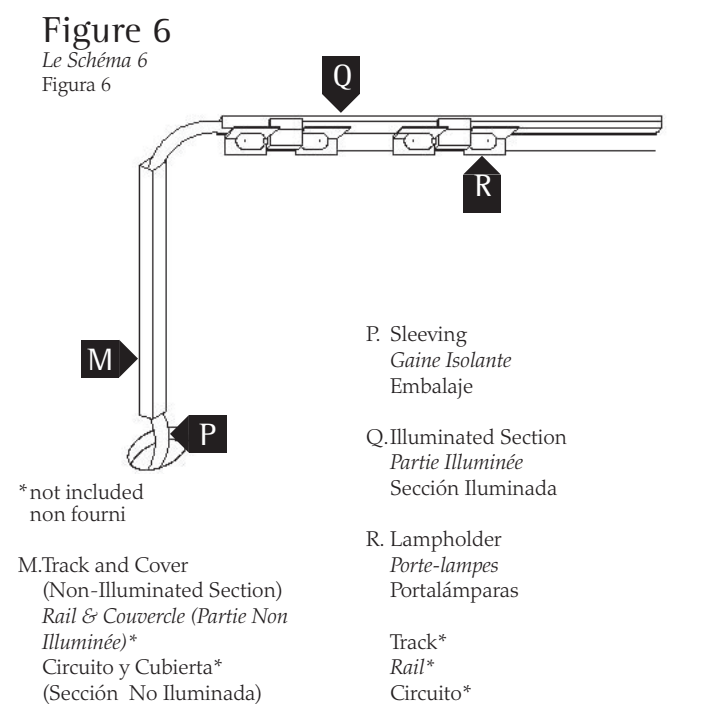 Figure 6
Le Schéma 6
Figura 6
Q
R
M
P
*not included
non fourni
M.Track and Cover
(Non-Illuminated Section)
Rail & Couvercle (Partie Non
Illuminée)*
Circuito y Cubierta*
(Sección No Iluminada)
P. Sleeving
Gaine Isolante
Embalaje
Q.Illuminated Section
Partie Illuminée
Sección Iluminada
R. Lampholder
Porte-lampes
Portalámparas
Track*
Rail*
Circuito*